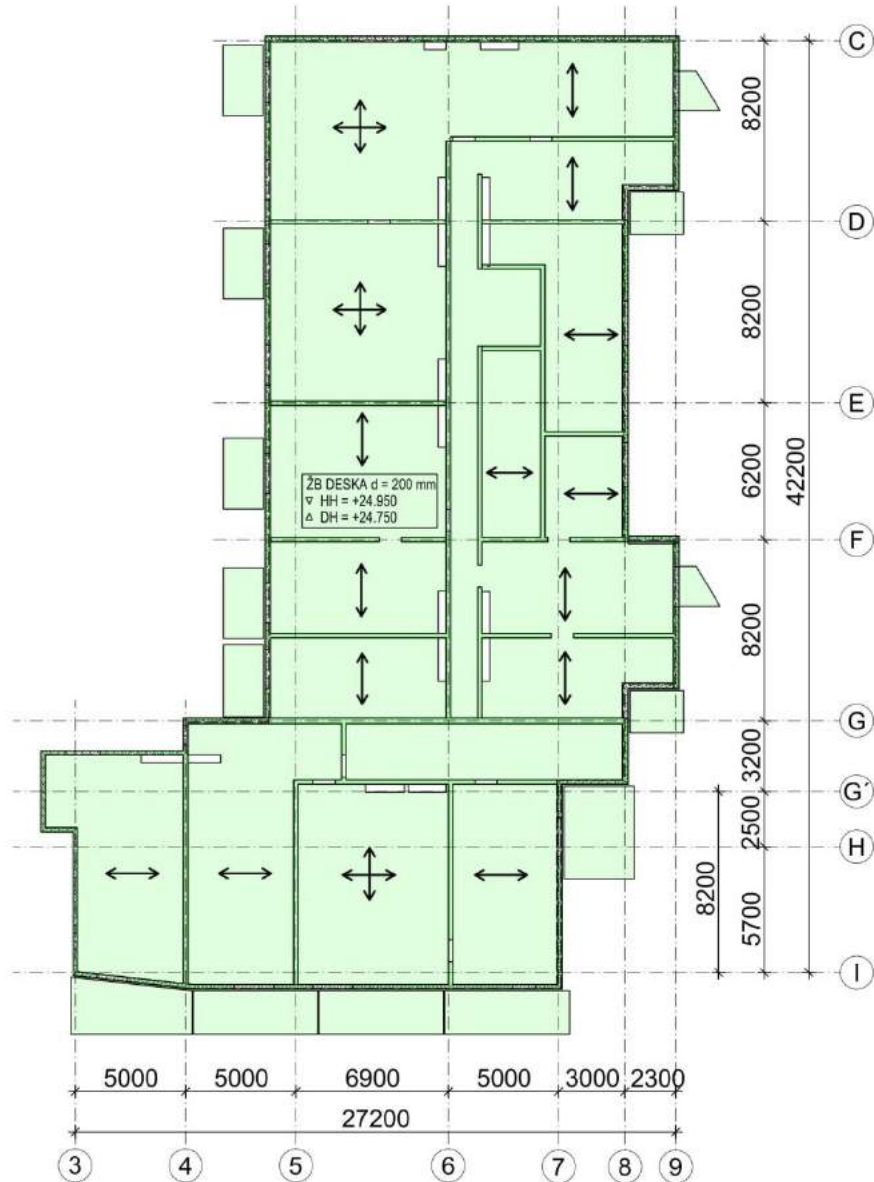 C
8200
D
8200
E
6200
42200
ŽB DESKA d = 200 mm
▽ HH = +24.950
△ DH = +24.750
F
8200
G
3200
G´
2500
H
8200
5700
I
5000
5000
6900
5000
3000
2300
27200
3
4
5
6
7
8
9